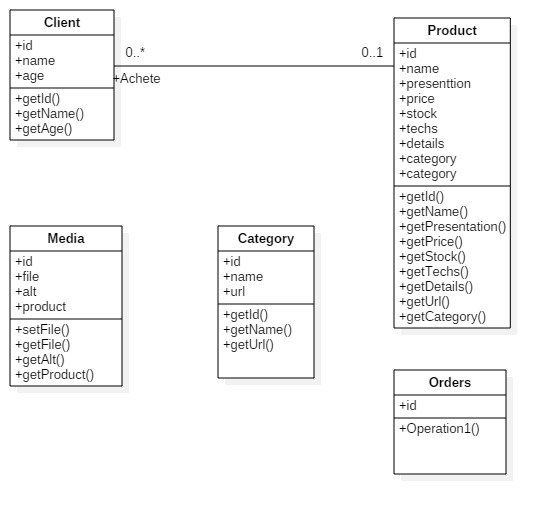 Client
+id
+name
+age
+getId()
+getName()
+getAge()
0..*
0..1
+Achete
Product
+id
+name
+presenttion
+price
+stock
+techs
+details
+category
+category
+getId()
+getName()
+getPresentation()
+getPrice()
+getStock()
+getTechs()
+getDetails()
+getUrl()
+getCategory()
Media
+id
+file
+alt
+product
+setFile()
+getFile()
+getAlt()
+getProduct()
Category
+id
+name
+url
+getId()
+getName()
+getUrl()
Orders
+id
+Operation1()